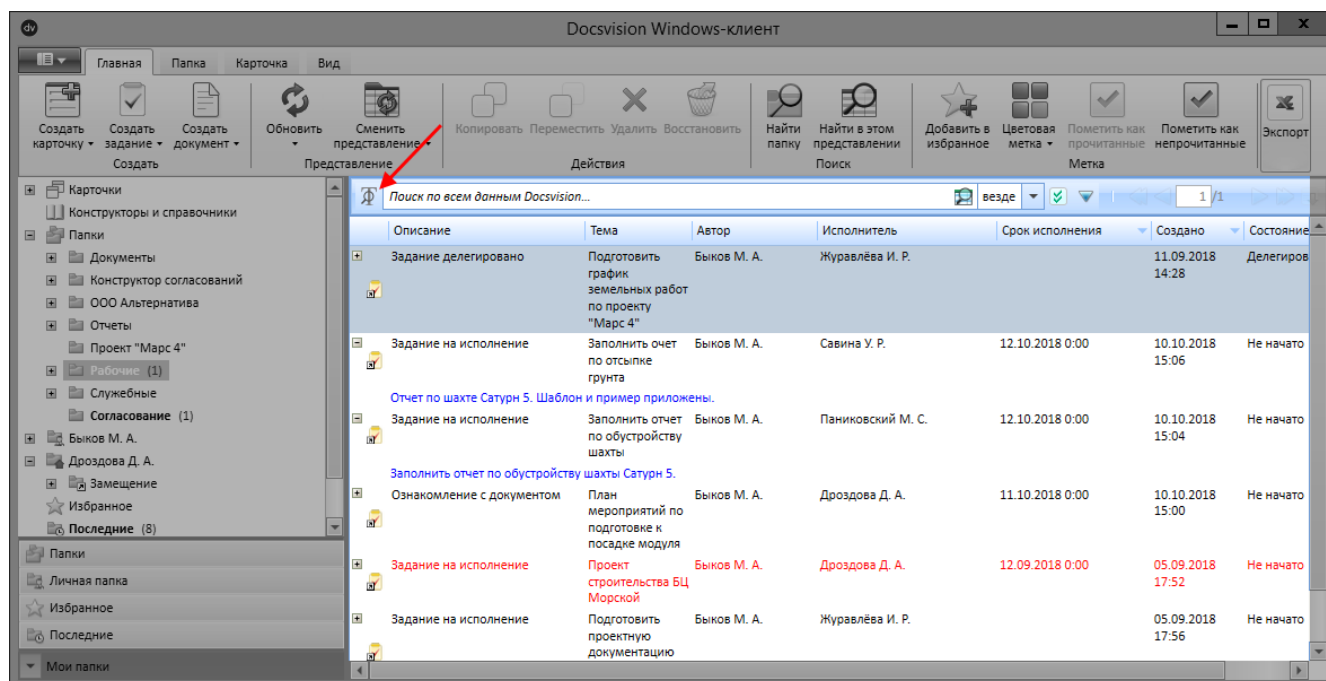 dv
Docsvision Windows-клиент
Главная Папка Карточка Вид
Создать карточку Создать задание Создать документ Обновить Сменить представление Копировать Переместить Удалить Восстановить Найти папку Найти в этом представлении Добавить в избранное Цветовая метка Пометить как прочитанные Пометить как непрочитанные Экспорт
Создать Представление Действия Поиск Метка
Карточки
Конструкторы и справочники
Папки
Документы
Конструктор согласований
ООО Альтернатива
Отчеты
Проект "Марс 4"
Рабочие (1)
Служебные
Согласование (1)
Быков М. А.
Дроздова Д. А.
Замещение
Избранное
Последние (8)
Папки
Личная папка
Избранное
Последние
Мои папки
Поиск по всем данным Docsvision... везде 1 /1
Описание Тема Автор Исполнитель Срок исполнения Создано Состояние
Задание делегировано Подготовить Быков М. А. Журавлёва И. Р. 11.09.2018 Делегиров
график 14:28
земельных работ
по проекту
"Марс 4"
Задание на исполнение Заполнить очет Быков М. А. Савина У. Р. 12.10.2018 0:00 10.10.2018 Не начато
по отсыпке 15:06
грунта
Отчет по шахте Сатурн 5. Шаблон и пример приложены.
Задание на исполнение Заполнить отчет Быков М. А. Паниковский М. С. 12.10.2018 0:00 10.10.2018 Не начато
по обустройству 15:04
шахты
Заполнить отчет по обустройству шахты Сатурн 5.
Ознакомление с документом План Быков М. А. Дроздова Д. А. 11.10.2018 0:00 10.10.2018 Не начато
мероприятий по 15:00
подготовке к
посадке модуля
Задание на исполнение Проект Быков М. А. Дроздова Д. А. 12.09.2018 0:00 05.09.2018 Не начато
строительства БЦ 17:52
Морской
Задание на исполнение Подготовить Быков М. А. Журавлёва И. Р. 05.09.2018 Не начато
проектную 17:56
документацию